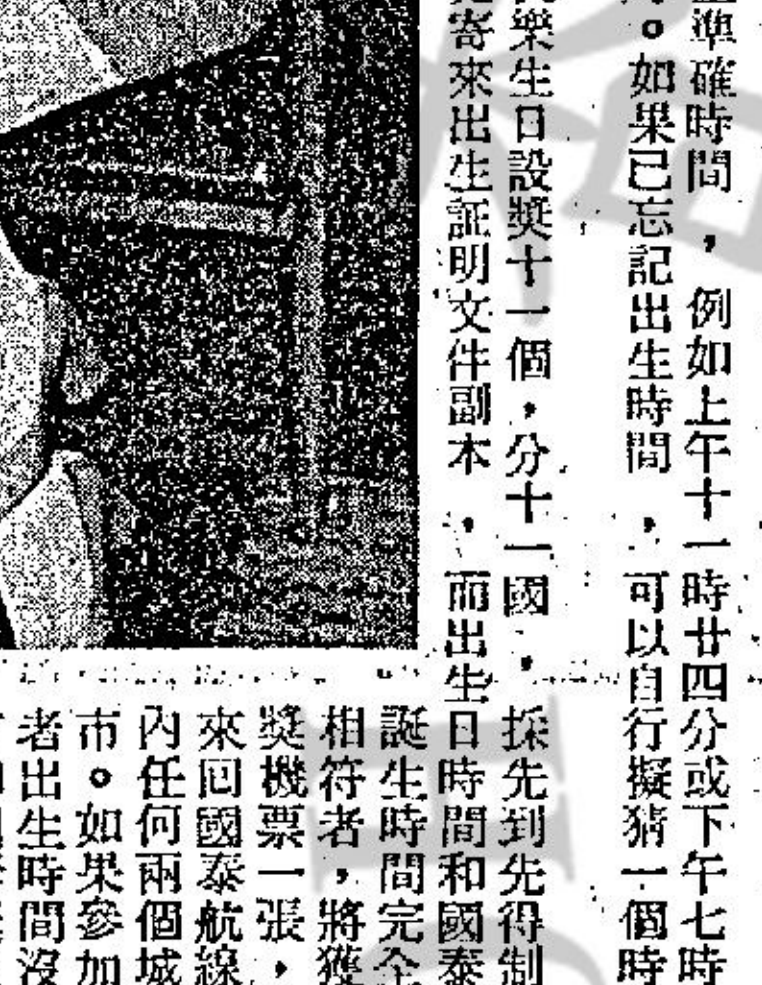 準確時間，例如上午十一時廿四分或下午七時
。如果已忘記出生時間，可以自行擬猜一個時
樂生日設獎十一個，分十一國，採先到先得制
寄來出生証明文件副本，而出生日時間和國泰
誕生時間完全
相符者，將獲
獎機票一張，
來回國泰航線
內任何兩個城
市。如果參加
者出生時間沒